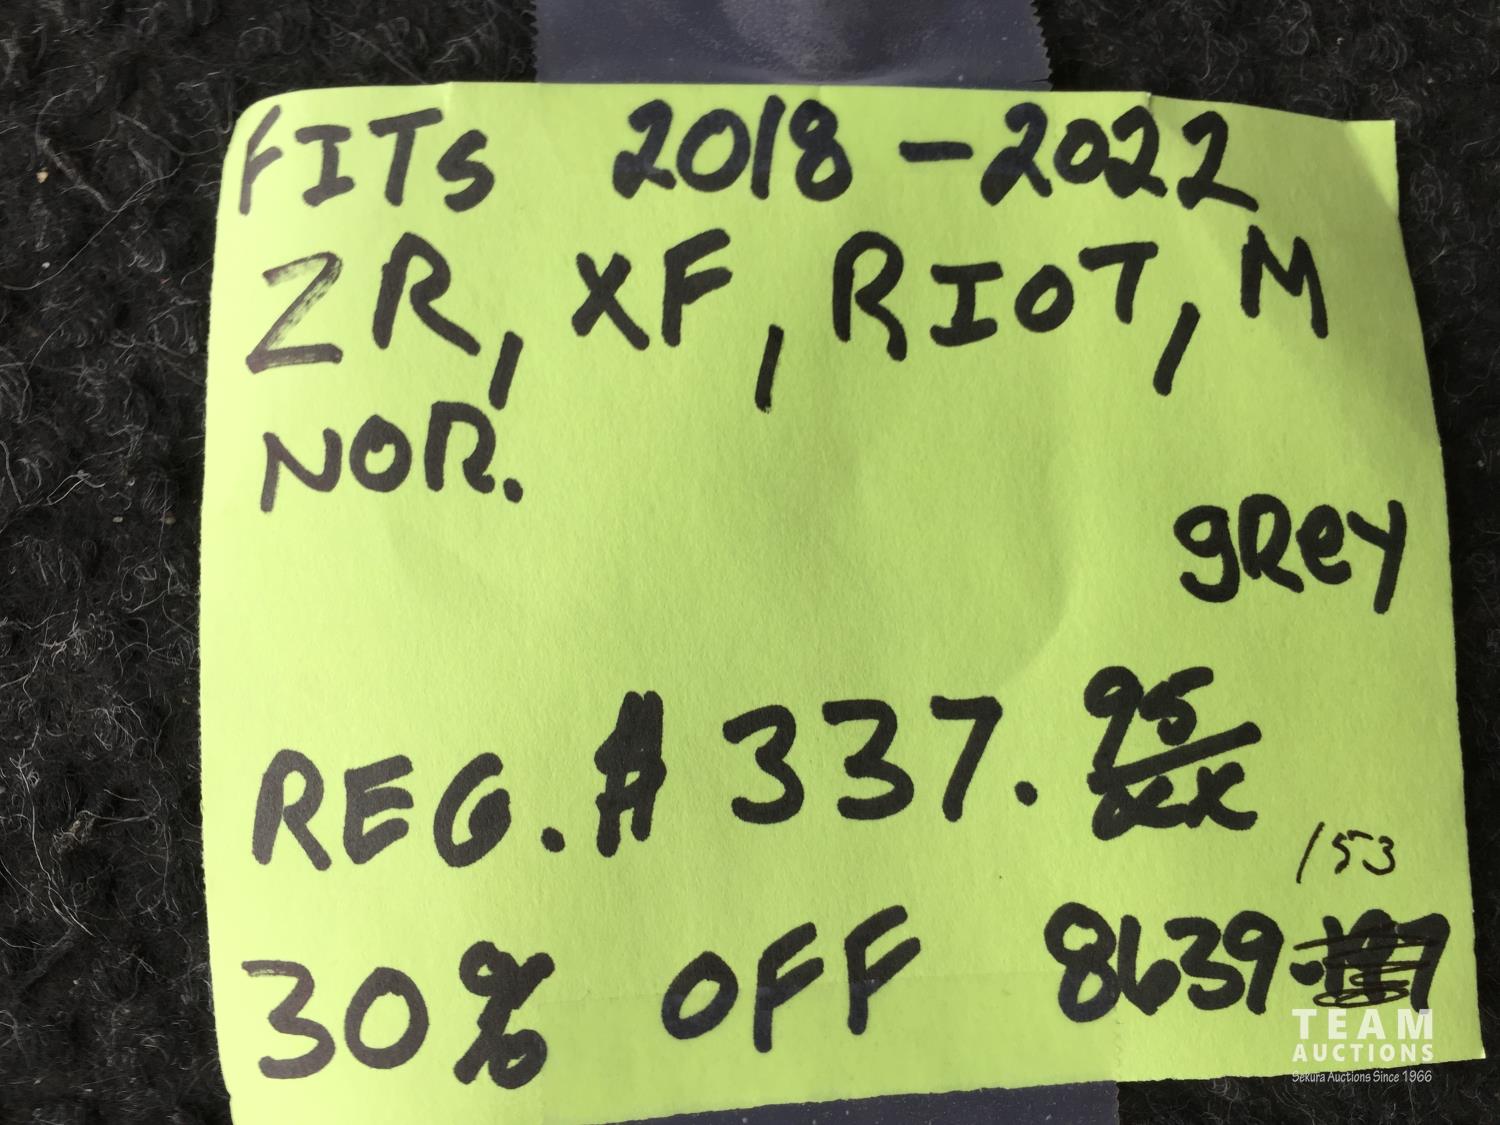 FITs 2018-2022
ZR, XF, RIOT, M
NOR.
gRey
REG. # 337.95/xx
153
30% OFF 8639-
TEAM
AUCTIONS
Sekura Auctions Since 1966